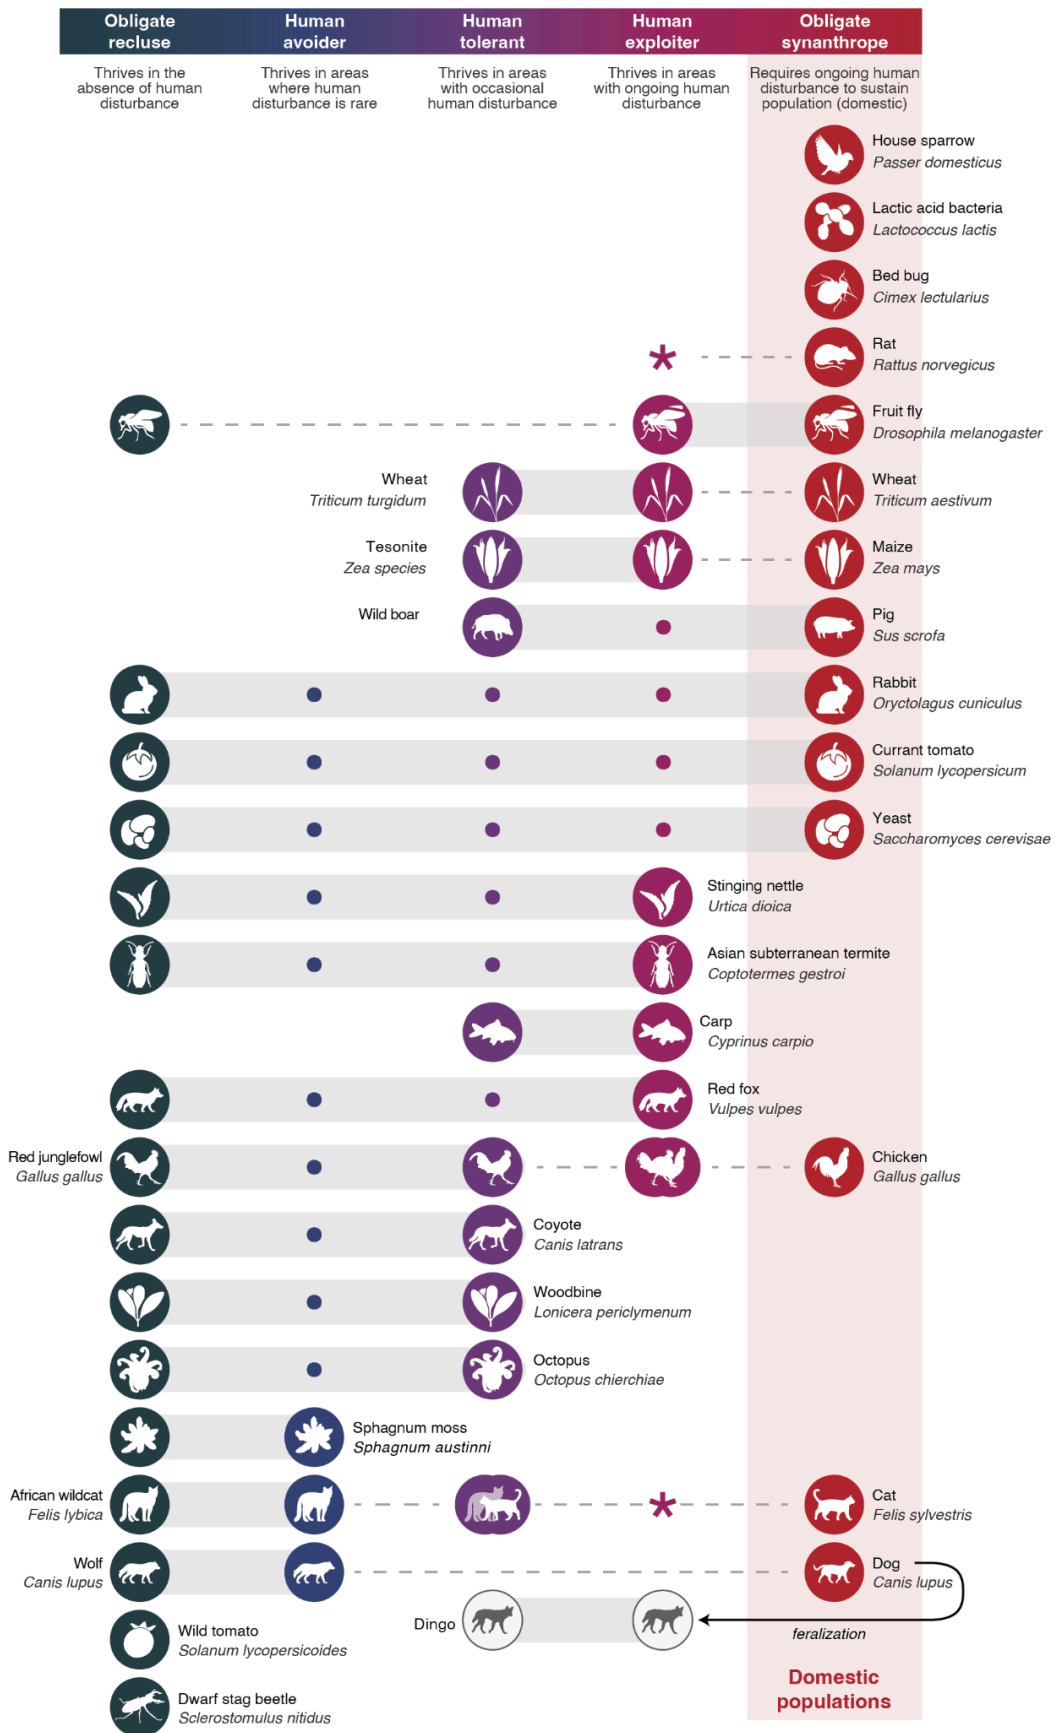 Obligate
recluse
Human
avoider
Human
tolerant
Human
exploiter
Obligate
synanthrope
Thrives in the
absence of human
disturbance
Thrives in areas
where human
disturbance is rare
Thrives in areas
with occasional
human disturbance
Thrives in areas
with ongoing human
disturbance
Requires ongoing human
disturbance to sustain
population (domestic)
House sparrow
Passer domesticus
Lactic acid bacteria
Lactococcus lactis
Bed bug
Cimex lectularius
*
Rat
Rattus norvegicus
Fruit fly
Drosophila melanogaster
Wheat
Triticum turgidum
Wheat
Triticum aestivum
Tesonite
Zea species
Maize
Zea mays
Wild boar
Pig
Sus scrofa
Rabbit
Oryctolagus cuniculus
Currant tomato
Solanum lycopersicum
Yeast
Saccharomyces cerevisae
Stinging nettle
Urtica dioica
Asian subterranean termite
Coptotermes gestroi
Carp
Cyprinus carpio
Red fox
Vulpes vulpes
Red junglefowl
Gallus gallus
Chicken
Gallus gallus
Coyote
Canis latrans
Woodbine
Lonicera periclymenum
Octopus
Octopus chierchiae
Sphagnum moss
Sphagnum austinni
African wildcat
Felis lybica
*
Cat
Felis sylvestris
Wolf
Canis lupus
Dog
Canis lupus
Dingo
feralization
Wild tomato
Solanum lycopersicoides
Dwarf stag beetle
Sclerostomulus nitidus
Domestic
populations